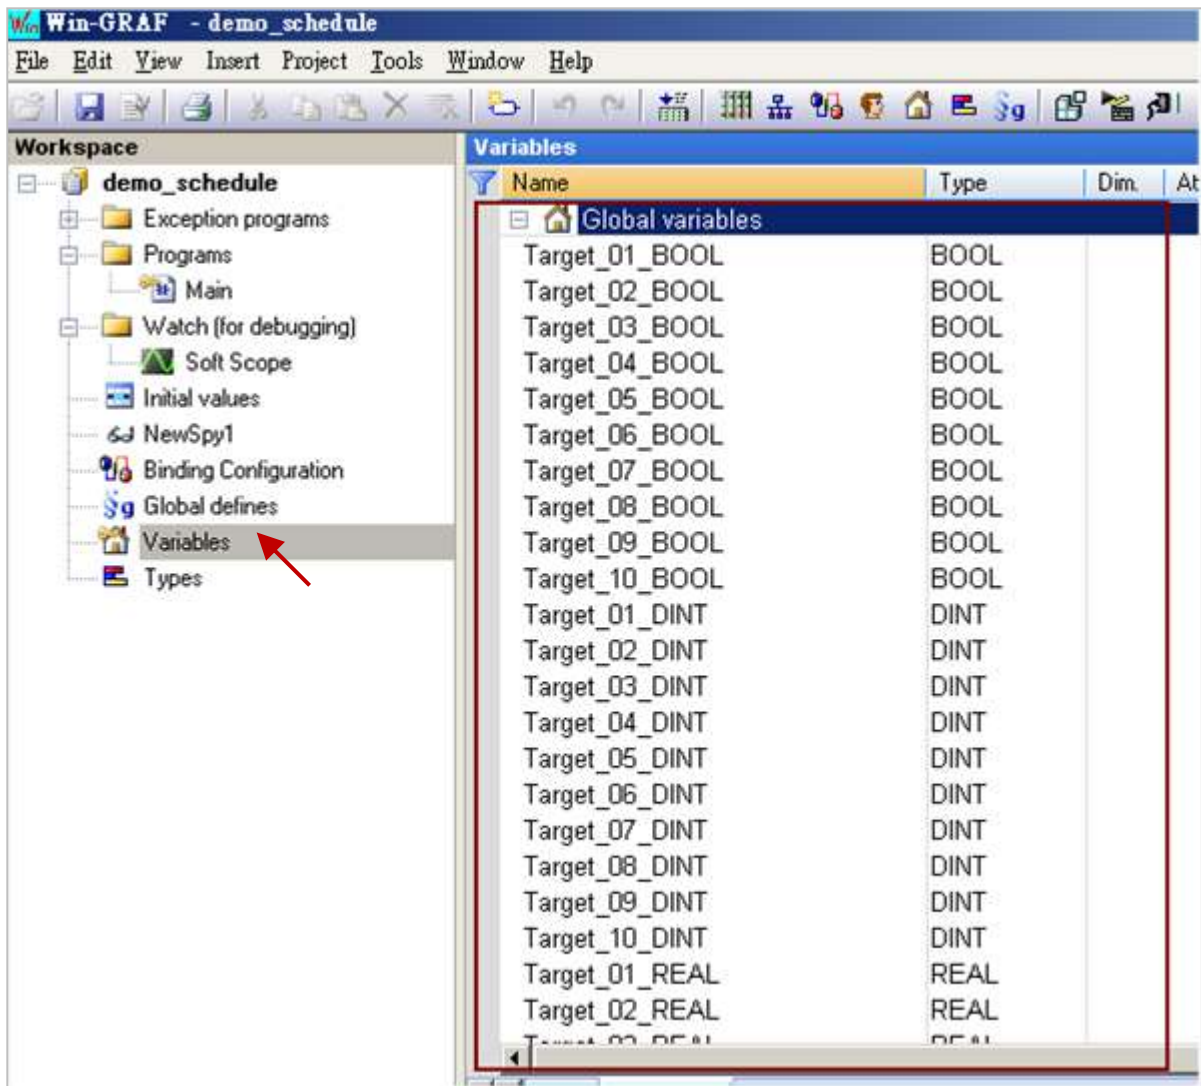 Win-GRAF - demo_schedule
File Edit View Insert Project Tools Window Help
Workspace
demo_schedule
Exception programs
Programs
Main
Watch (for debugging)
Soft Scope
Initial values
NewSpy1
Binding Configuration
Global defines
Variables
Types
Variables
Name Type Dim. At
Global variables
Target_01_BOOL BOOL
Target_02_BOOL BOOL
Target_03_BOOL BOOL
Target_04_BOOL BOOL
Target_05_BOOL BOOL
Target_06_BOOL BOOL
Target_07_BOOL BOOL
Target_08_BOOL BOOL
Target_09_BOOL BOOL
Target_10_BOOL BOOL
Target_01_DINT DINT
Target_02_DINT DINT
Target_03_DINT DINT
Target_04_DINT DINT
Target_05_DINT DINT
Target_06_DINT DINT
Target_07_DINT DINT
Target_08_DINT DINT
Target_09_DINT DINT
Target_10_DINT DINT
Target_01_REAL REAL
Target_02_REAL REAL